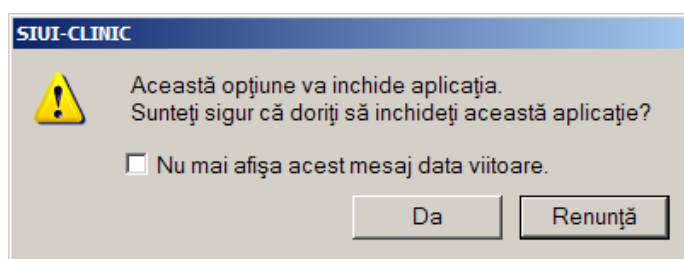 SIUI-CLINIC
Această opţiune va inchide aplicaţia.
Sunteţi sigur că doriţi să inchideţi această aplicaţie?
Nu mai afişa acest mesaj data viitoare.
Da
Renunţă